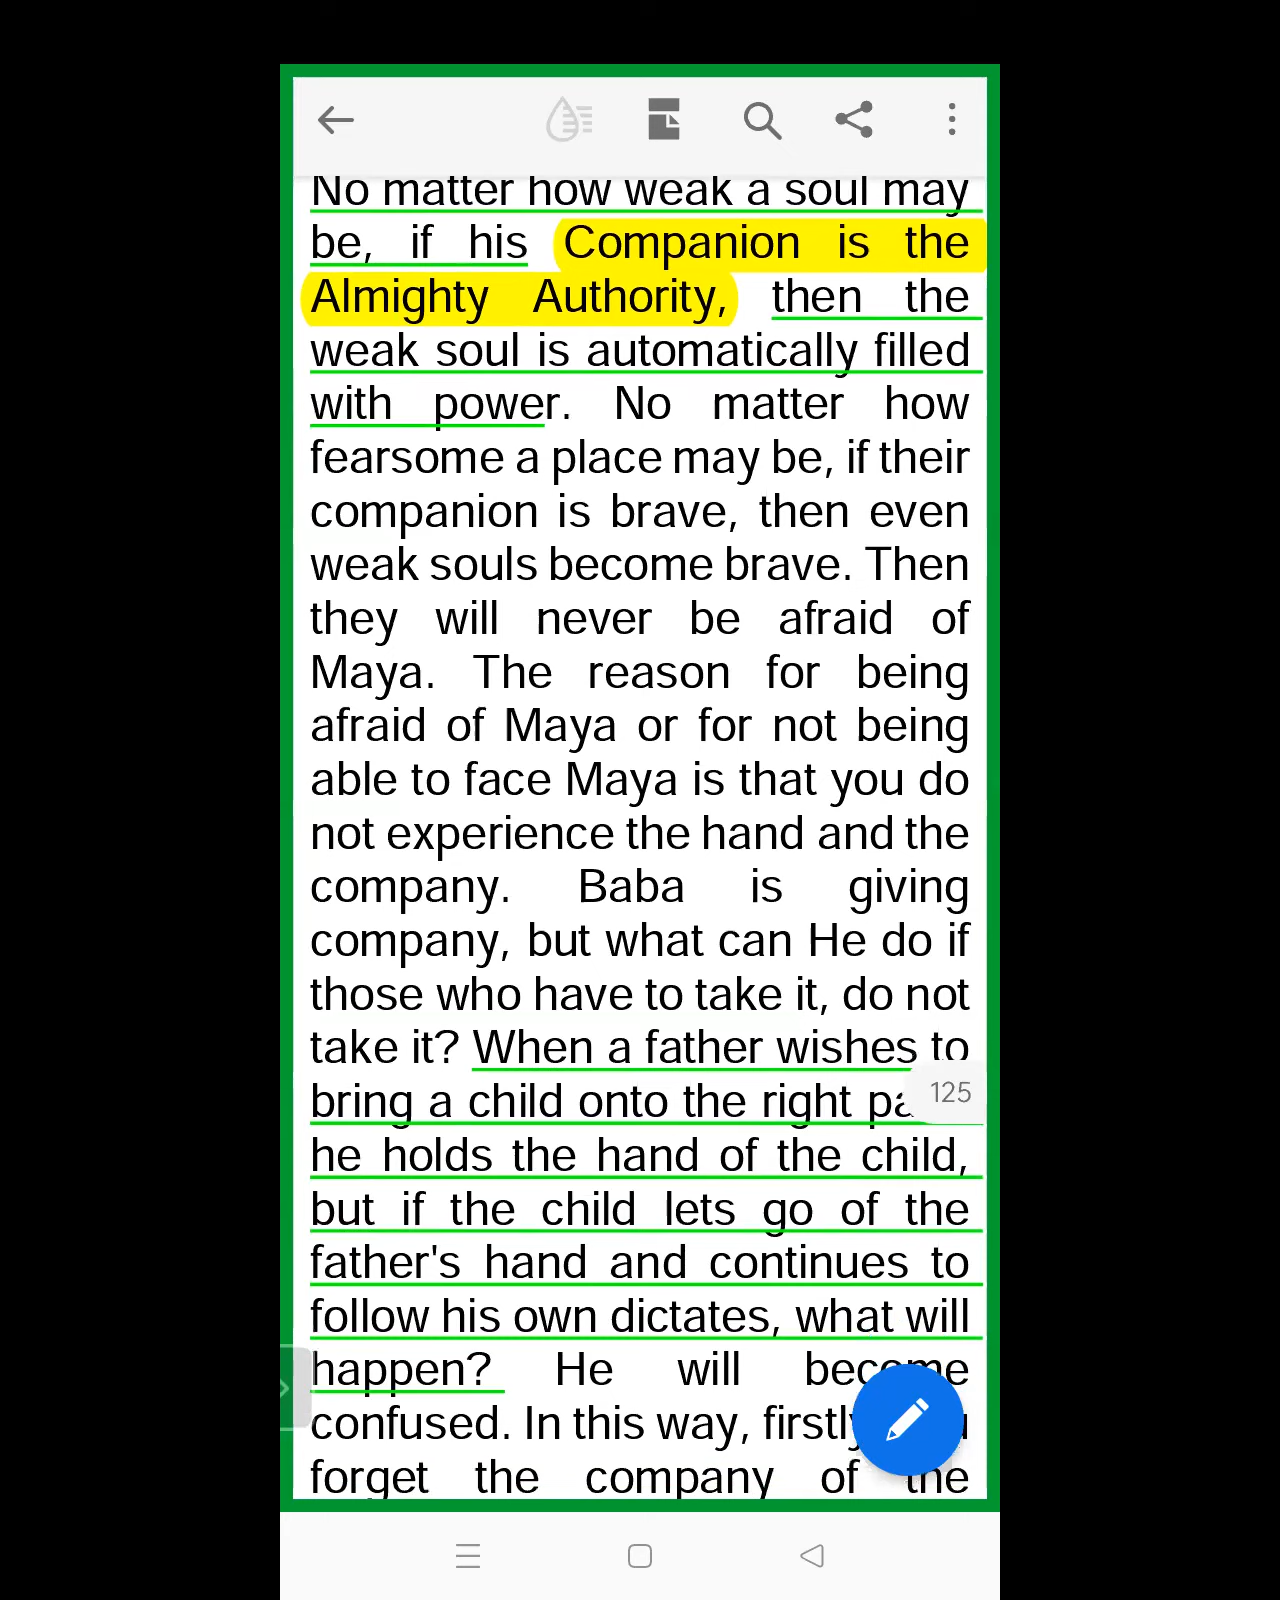 No matter how weak a soul may
be, if his Companion is the
Almighty Authority, then the
weak soul is automatically filled
with power. No matter how
fearsome a place may be, if their
companion is brave, then even
weak souls become brave. Then
they will never be afraid of
Maya. The reason for being
afraid of Maya or for not being
able to face Maya is that you do
not experience the hand and the
company. Baba is giving
company, but what can He do if
those who have to take it, do not
take it? When a father wishes to
bring a child onto the right
125
he holds the hand of the child,
but if the child lets go of the
father's hand and continues to
follow his own dictates, what will
happen? He will become
confused. In this way, firstly
forget the company of the